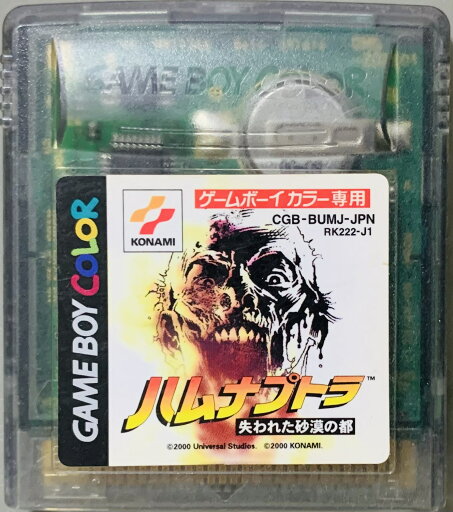 GAME BOY COLOR
GAME BOY COLOR
KONAMI
ゲームボーイカラー専用
CGB-BUMJ-JPN
RK222-J1
ハムナプトラ™
失われた砂漠の都
©2000 Universal Studios. ©2000 KONAMI.